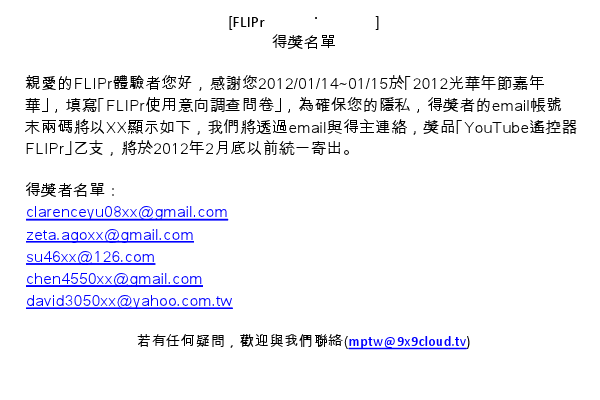 [FLIPr ]
得獎名單
親愛的FLIPr體驗者您好，感謝您2012/01/14~01/15於「2012光華年節嘉年
華」，填寫「FLIPr使用意向調查問卷」，為確保您的隱私，得獎者的email帳號
末兩碼將以XX顯示如下，我們將透過email與得主連絡，獎品「YouTube遙控器
FLIPr」乙支，將於2012年2月底以前統一寄出。
得獎者名單：
clarenceyu08xx@gmail.com
zeta.agoxx@gmail.com
su46xx@126.com
chen4550xx@gmail.com
david3050xx@yahoo.com.tw
若有任何疑問，歡迎與我們聯絡(mptw@9x9cloud.tv)